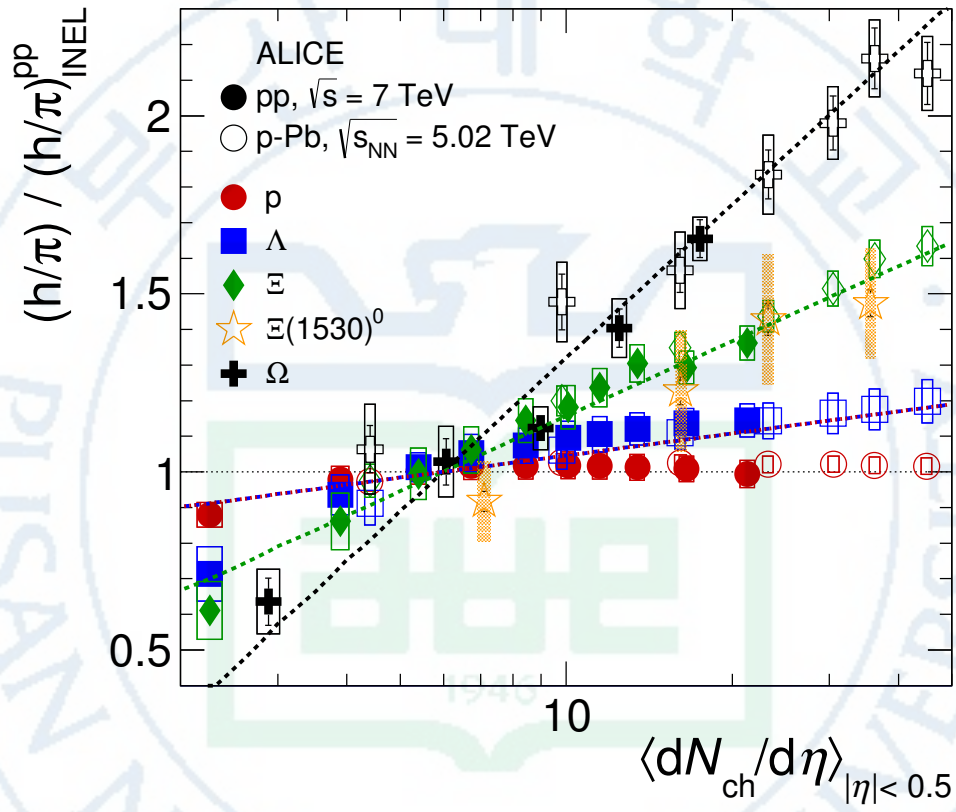 (h/π) / (h/π)^pp_INEL
ALICE
pp, √s = 7 TeV
p-Pb, √s_NN = 5.02 TeV
p
Λ
Ξ
Ξ(1530)^0
Ω
2
1.5
1
0.5
10
⟨dN_ch/dη⟩_|η|< 0.5
1946